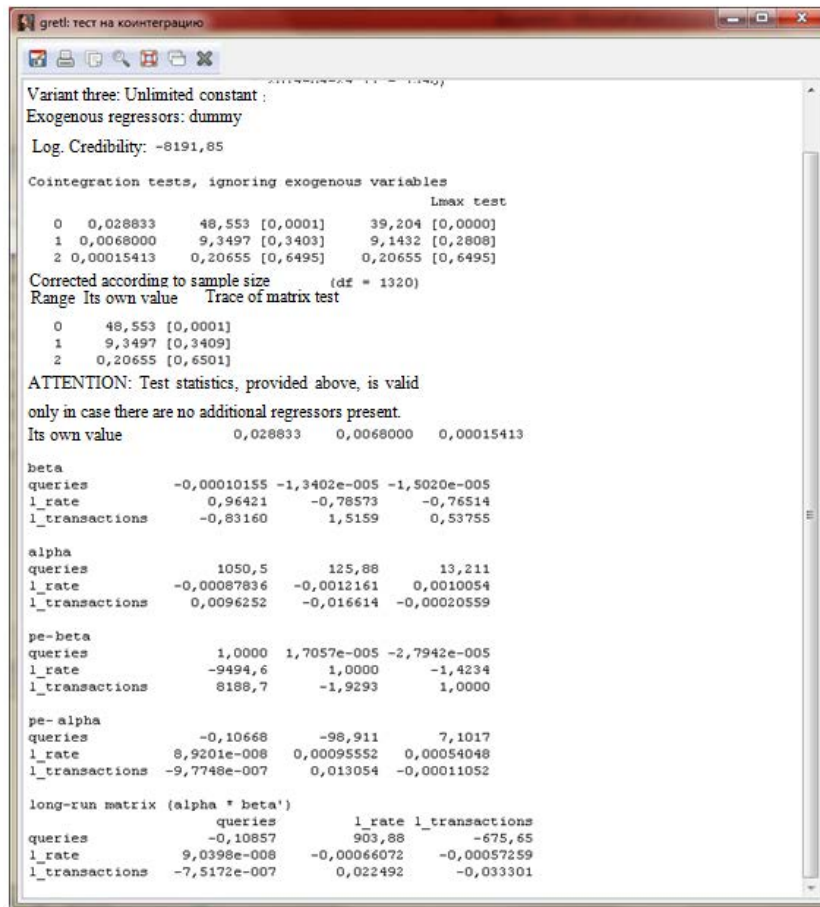 gretl: тест на коинтеграцию
Variant three: Unlimited constant :
Exogenous regressors: dummy
Log. Credibility: -8191,85
Cointegration tests, ignoring exogenous variables
Lmax test
0 0,028833 48,553 [0,0001] 39,204 [0,0000]
1 0,0068000 9,3497 [0,3403] 9,1432 [0,2808]
2 0,00015413 0,20655 [0,6495] 0,20655 [0,6495]
Corrected according to sample size (df = 1320)
Range Its own value Trace of matrix test
0 48,553 [0,0001]
1 9,3497 [0,3409]
2 0,20655 [0,6501]
ATTENTION: Test statistics, provided above, is valid
only in case there are no additional regressors present.
Its own value 0,028833 0,0068000 0,00015413
beta
queries -0,00010155 -1,3402e-005 -1,5020e-005
l_rate 0,96421 -0,78573 -0,76514
l_transactions -0,83160 1,5159 0,53755
alpha
queries 1050,5 125,88 13,211
l_rate -0,00087836 -0,0012161 0,0010054
l_transactions 0,0096252 -0,016614 -0,00020559
pe-beta
queries 1,0000 1,7057e-005 -2,7942e-005
l_rate -9494,6 1,0000 -1,4234
l_transactions 8188,7 -1,9293 1,0000
pe- alpha
queries -0,10668 -98,911 7,1017
l_rate 8,9201e-008 0,00095552 0,00054048
l_transactions -9,7748e-007 0,013054 -0,00011052
long-run matrix (alpha * beta')
queries l_rate l_transactions
queries -0,10857 903,88 -675,65
l_rate 9,0398e-008 -0,00066072 -0,00057259
l_transactions -7,5172e-007 0,022492 -0,033301